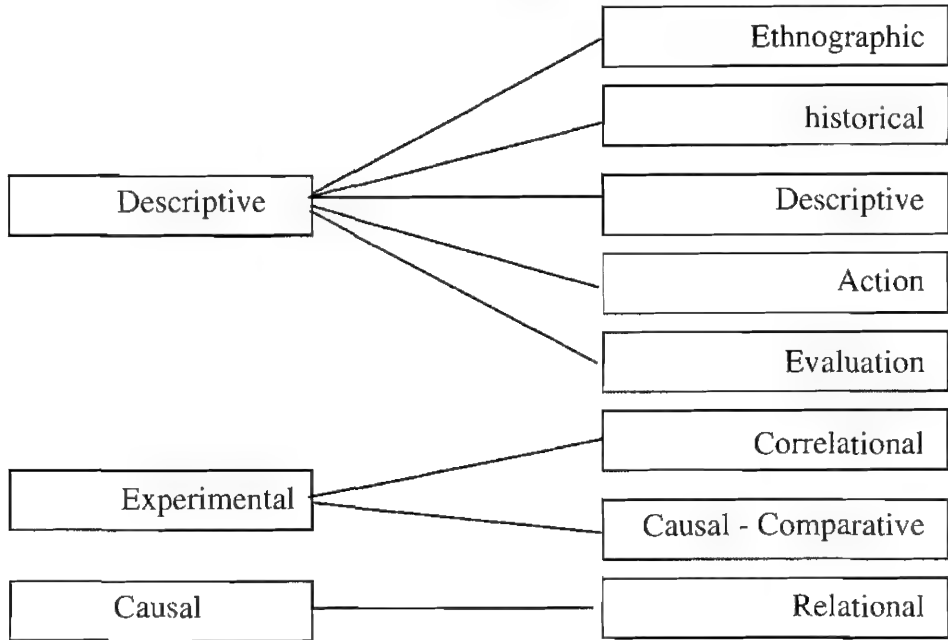 Ethnographic
historical
Descriptive
Descriptive
Action
Evaluation
Correlational
Experimental
Causal - Comparative
Causal
Relational